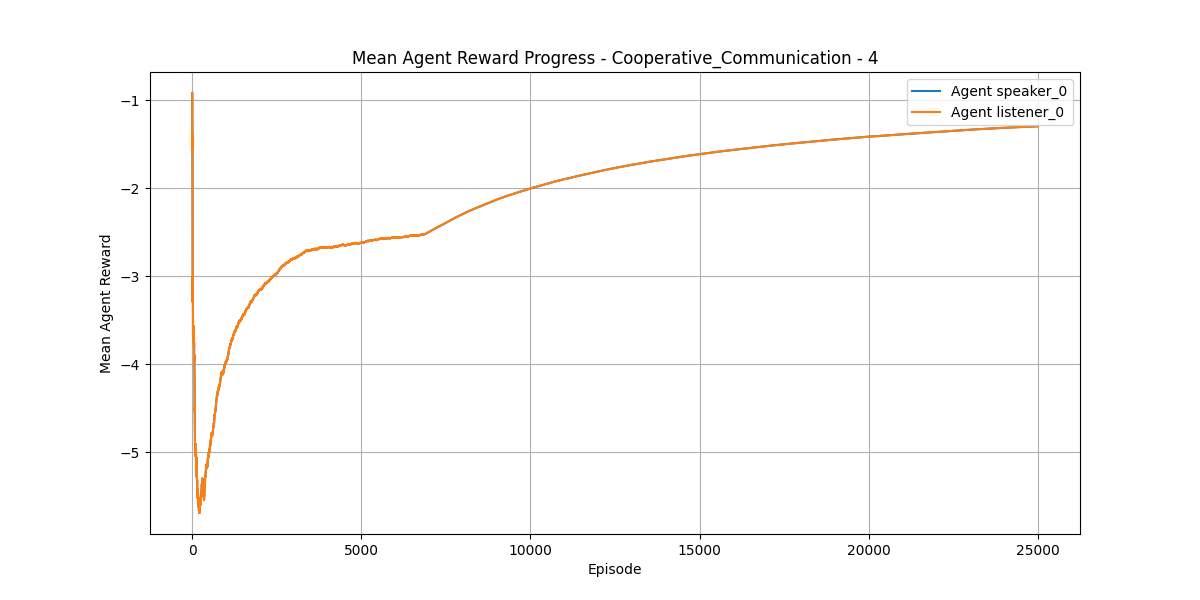 Mean Agent Reward Progress - Cooperative_Communication - 4
Agent speaker_0
Agent listener_0
Mean Agent Reward
−1
−2
−3
−4
−5
0
5000
10000
15000
20000
25000
Episode